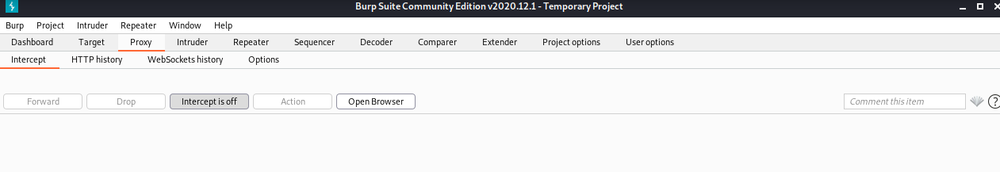 Burp Suite Community Edition v2020.12.1 - Temporary Project
Burp Project Intruder Repeater Window Help
Dashboard Target Proxy Intruder Repeater Sequencer Decoder Comparer Extender Project options User options
Intercept HTTP history WebSockets history Options
Forward Drop Intercept is off Action Open Browser Comment this item ?